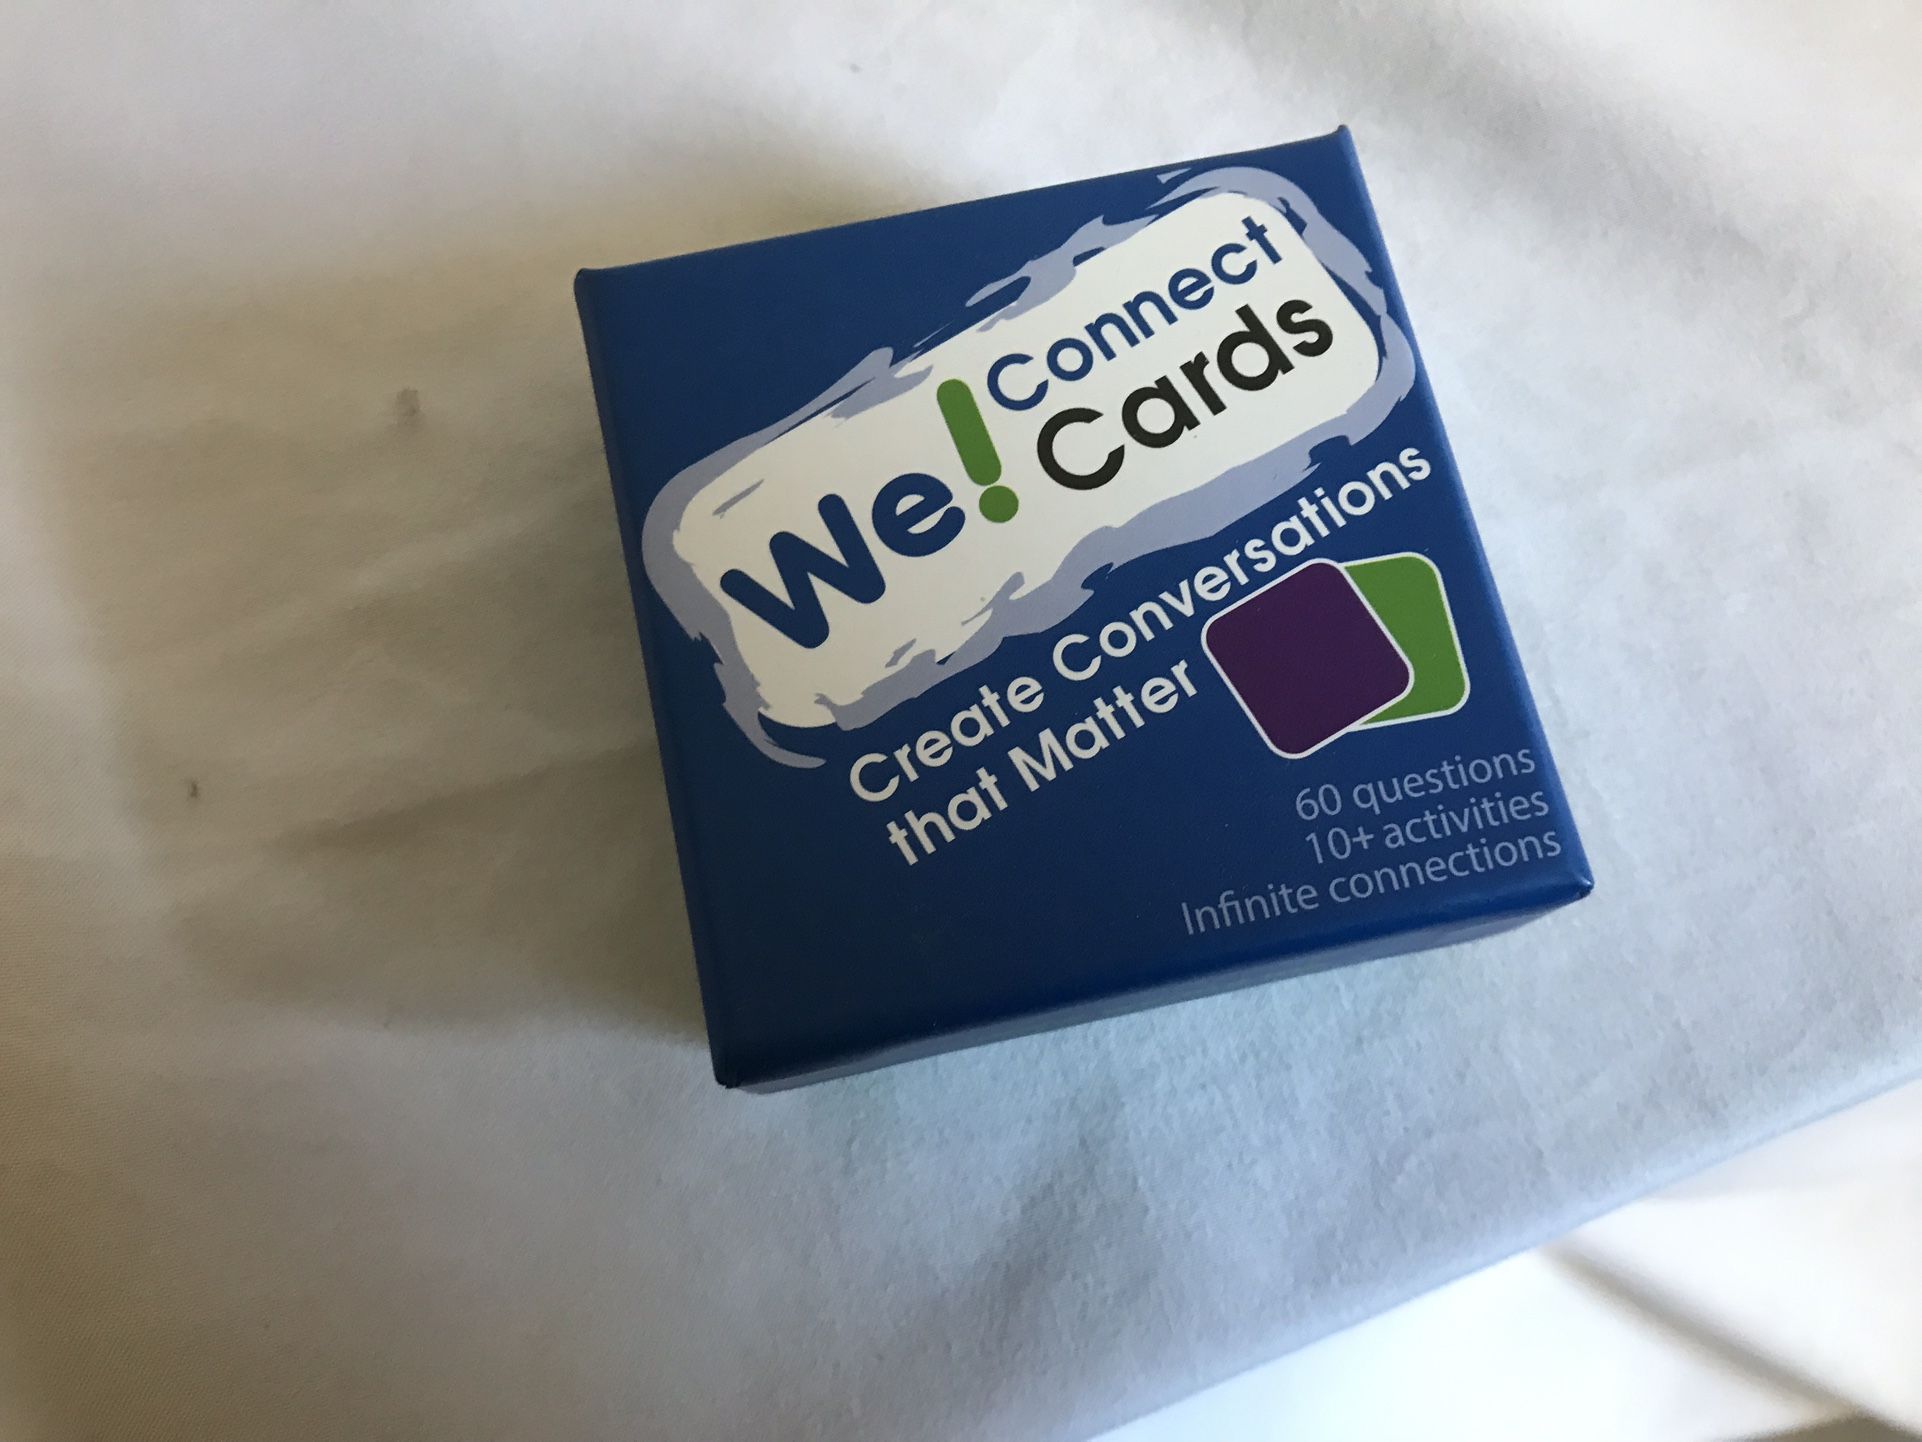 We! Connect
Cards
Create Conversations
that Matter
60 questions
10+ activities
Infinite connections